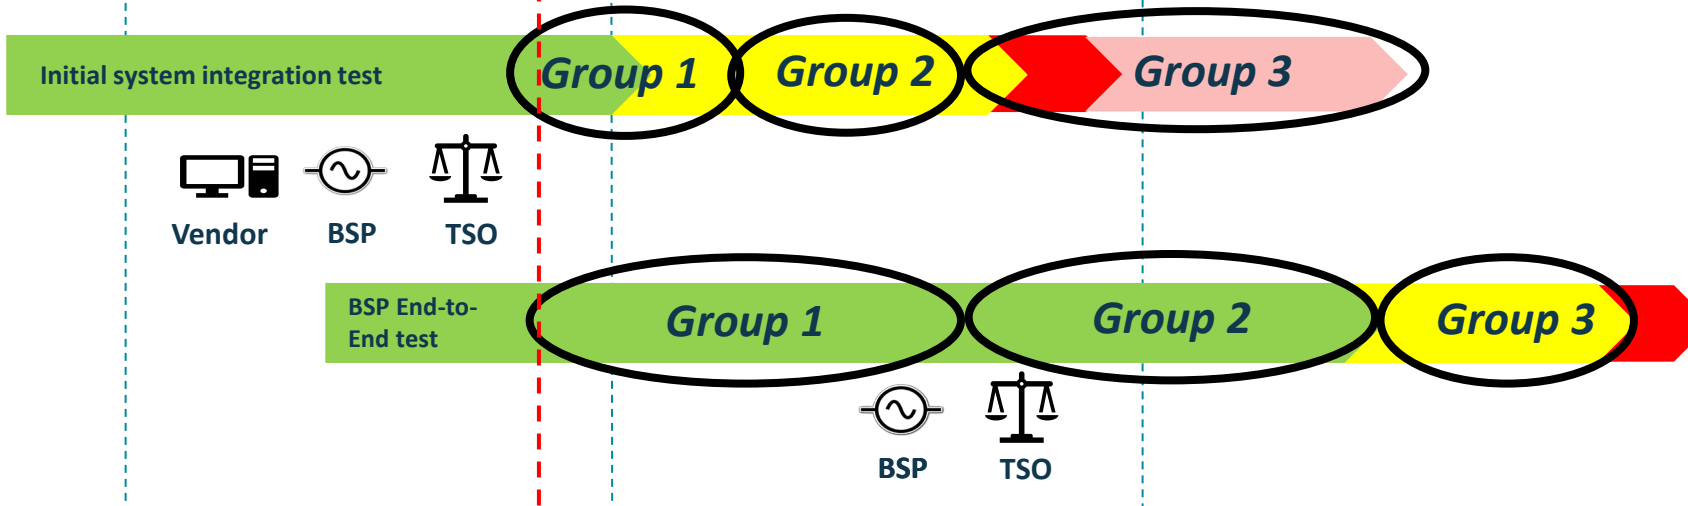 Initial system integration test
Group 1
Group 2
Group 3
Vendor
BSP
TSO
BSP End-to-
End test
Group 1
Group 2
Group 3
BSP
TSO